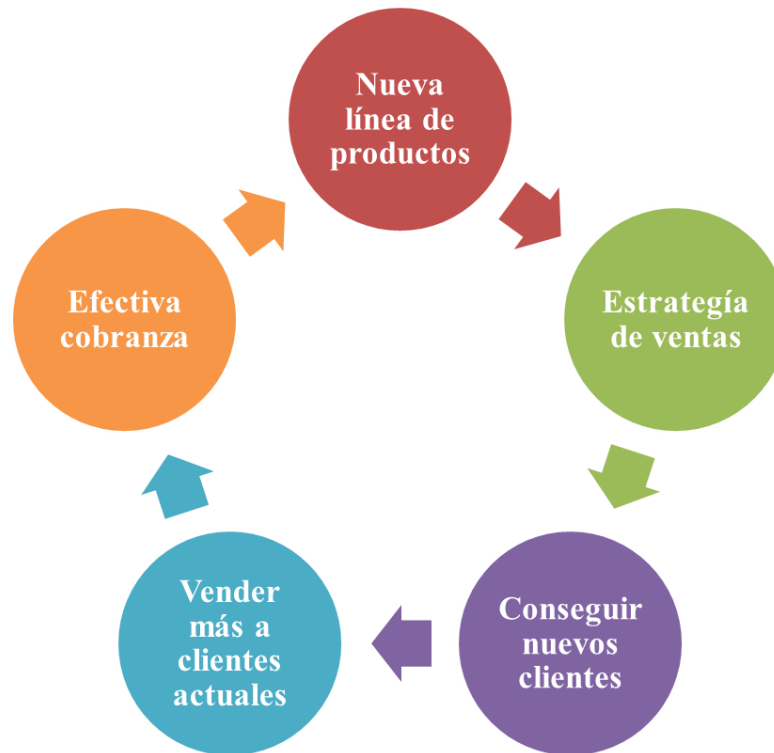 Nueva
línea de
productos
Estrategía
de ventas
Conseguir
nuevos
clientes
Vender
más a
clientes
actuales
Efectiva
cobranza